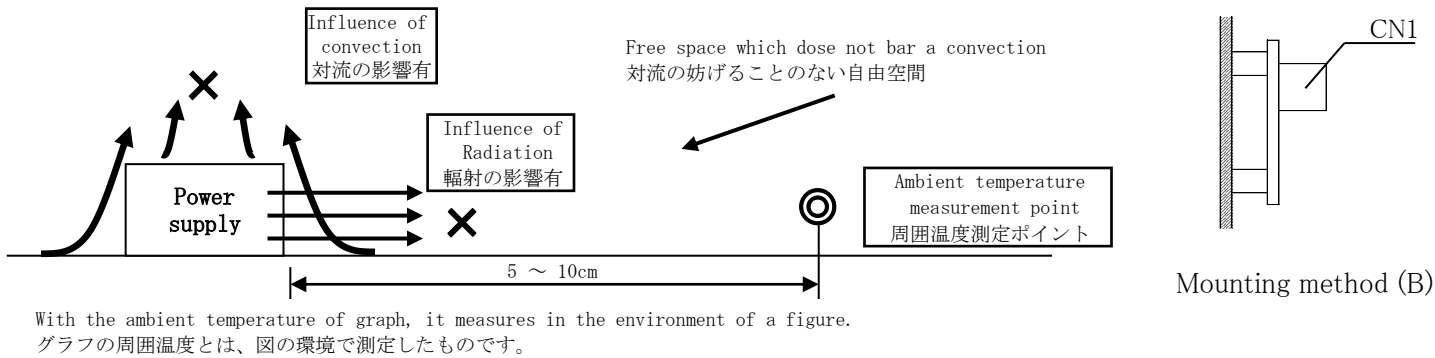 Influence of
convection
対流の影響有
Free space which dose not bar a convection
対流の妨げることのない自由空間
CN1
Influence of
Radiation
輻射の影響有
Power
supply
Ambient temperature
measurement point
周囲温度測定ポイント
5 ～ 10cm
Mounting method (B)
With the ambient temperature of graph, it measures in the environment of a figure.
グラフの周囲温度とは、図の環境で測定したものです。